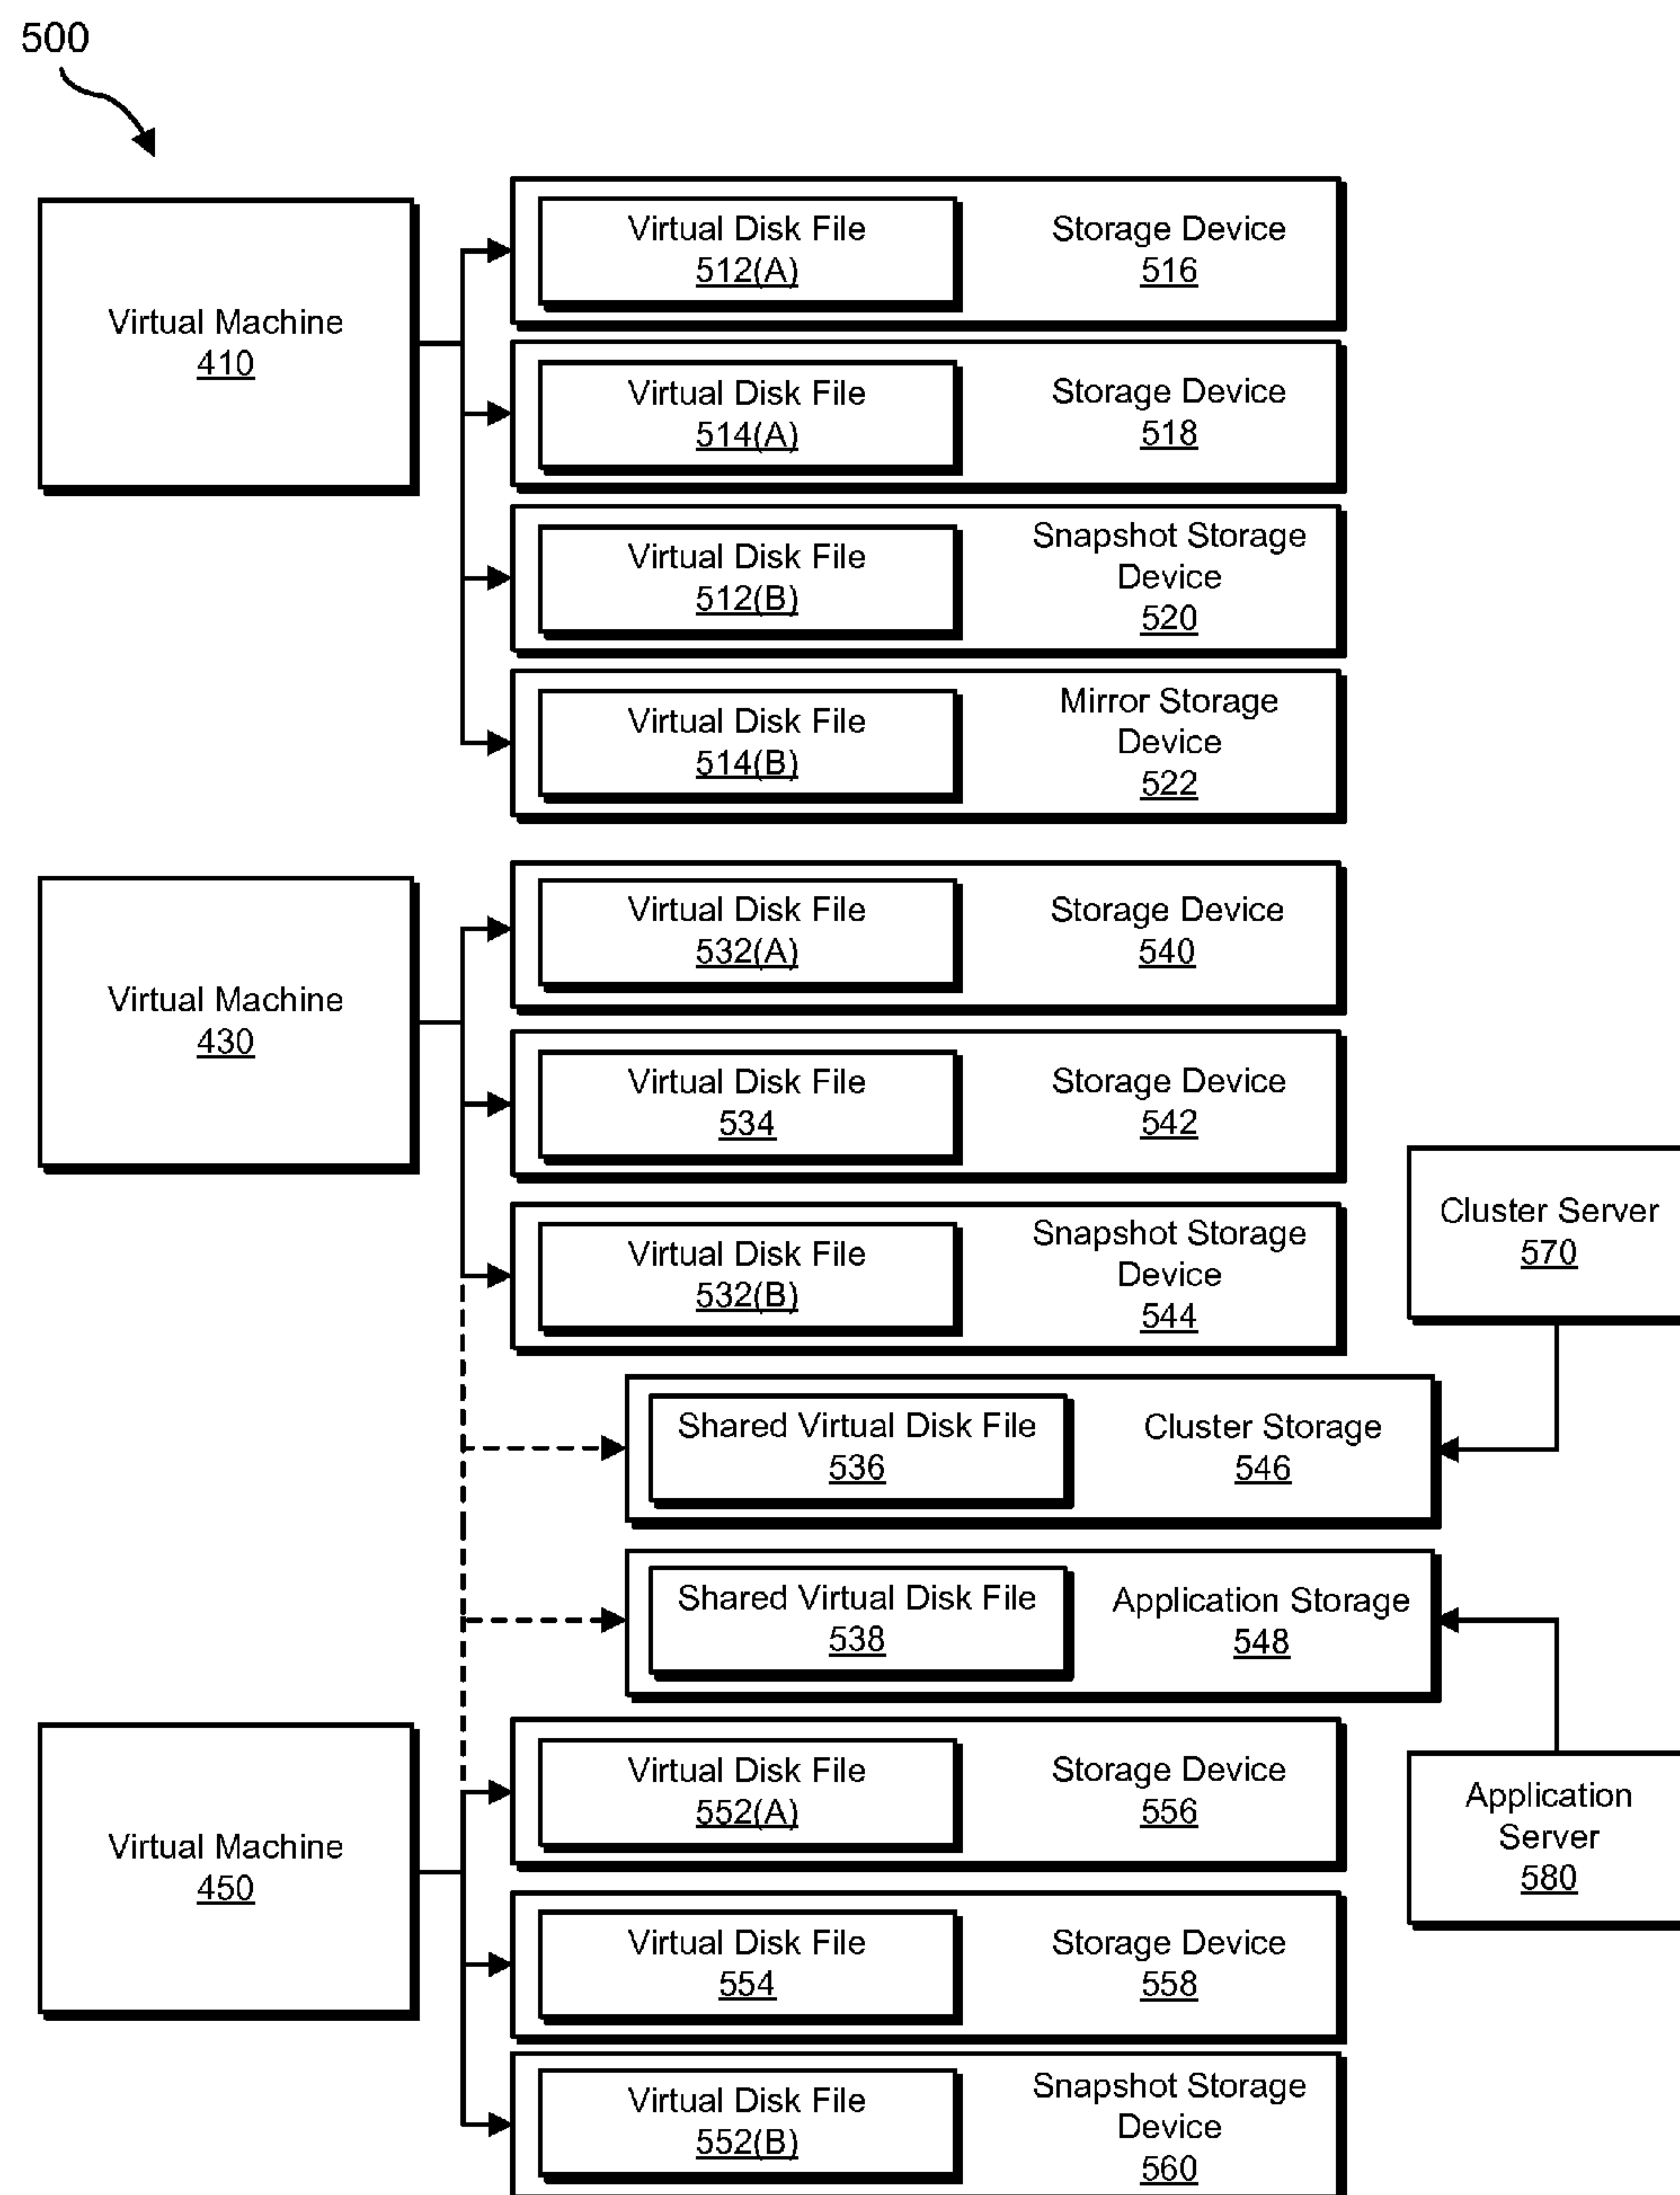 500
Virtual Machine
410
Virtual Disk File
512(A)
Storage Device
516
Virtual Disk File
514(A)
Storage Device
518
Virtual Disk File
512(B)
Snapshot Storage
Device
520
Virtual Disk File
514(B)
Mirror Storage
Device
522
Virtual Machine
430
Virtual Disk File
532(A)
Storage Device
540
Virtual Disk File
534
Storage Device
542
Virtual Disk File
532(B)
Snapshot Storage
Device
544
Cluster Server
570
Shared Virtual Disk File
536
Cluster Storage
546
Shared Virtual Disk File
538
Application Storage
548
Virtual Machine
450
Virtual Disk File
552(A)
Storage Device
556
Application
Server
580
Virtual Disk File
554
Storage Device
558
Virtual Disk File
552(B)
Snapshot Storage
Device
560